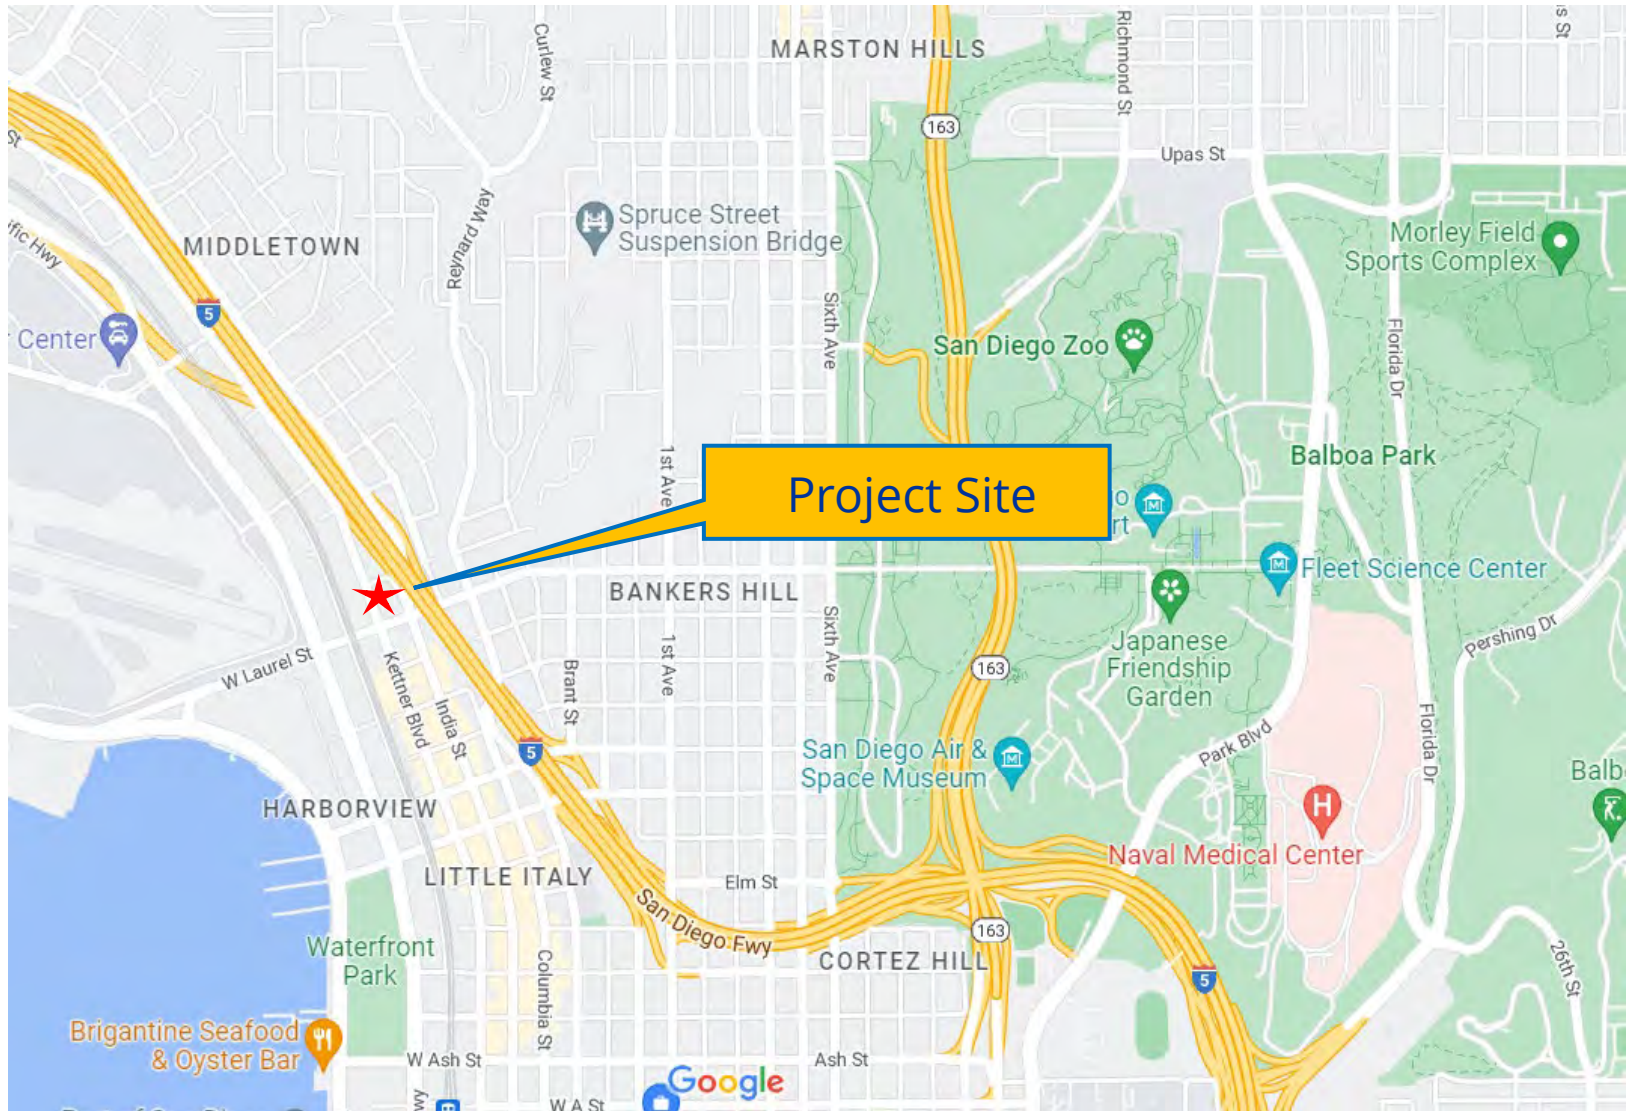 MARSTON HILLS
Curlew St
Richmond St
s St
163
St
Upas St
Reynard Way
Spruce Street
Suspension Bridge
Morley Field
Sports Complex
ific Hwy
MIDDLETOWN
5
Sixth Ave
Center
San Diego Zoo
Florida Dr
1st Ave
Project Site
Balboa Park
Fleet Science Center
BANKERS HILL
Sixth Ave
Japanese
Friendship
Garden
Pershing Dr
W Laurel St
Kettner Blvd
India St
Brant St
1st Ave
163
Florida Dr
5
San Diego Air &
Space Museum
Park Blvd
Balb
HARBORVIEW
H
Naval Medical Center
LITTLE ITALY
Elm St
San Diego Fwy
163
Waterfront
Park
CORTEZ HILL
Columbia St
5
26th St
Brigantine Seafood
& Oyster Bar
W Ash St
Ash St
Google
W A St